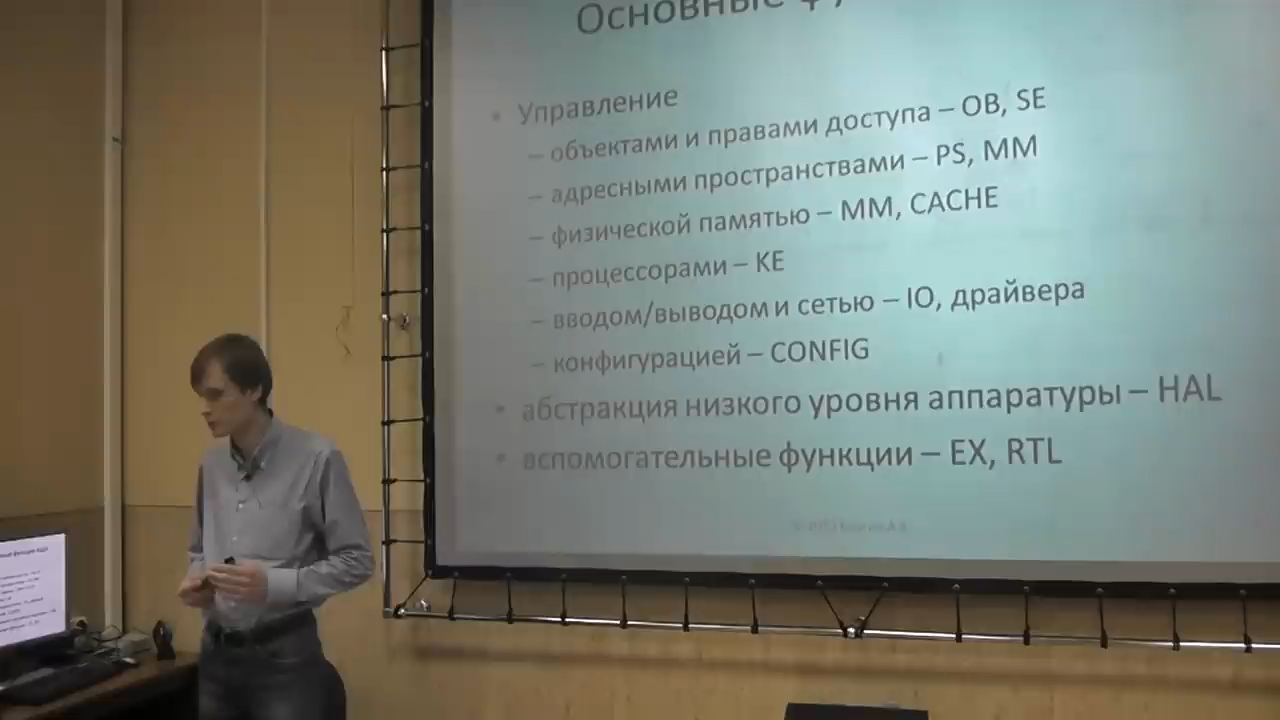 Основные
• Управление
– объектами и правами доступа – OB, SE
– адресными пространствами – PS, MM
– физической памятью – MM, CACHE
– процессорами – KE
– вводом/выводом и сетью – IO, драйвера
– конфигурацией – CONFIG
• абстракция низкого уровня аппаратуры – HAL
• вспомогательные функции – EX, RTL